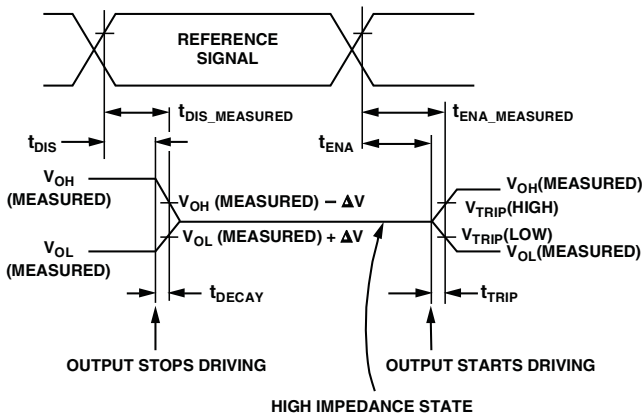 REFERENCE
SIGNAL
tDIS_MEASURED
tENA_MEASURED
tDIS
tENA
VOH
(MEASURED)
VOH (MEASURED) – ΔV
VOH(MEASURED)
VTRIP(HIGH)
VOL
(MEASURED)
VOL (MEASURED) + ΔV
VTRIP(LOW)
VOL(MEASURED)
tDECAY
tTRIP
OUTPUT STOPS DRIVING
OUTPUT STARTS DRIVING
HIGH IMPEDANCE STATE